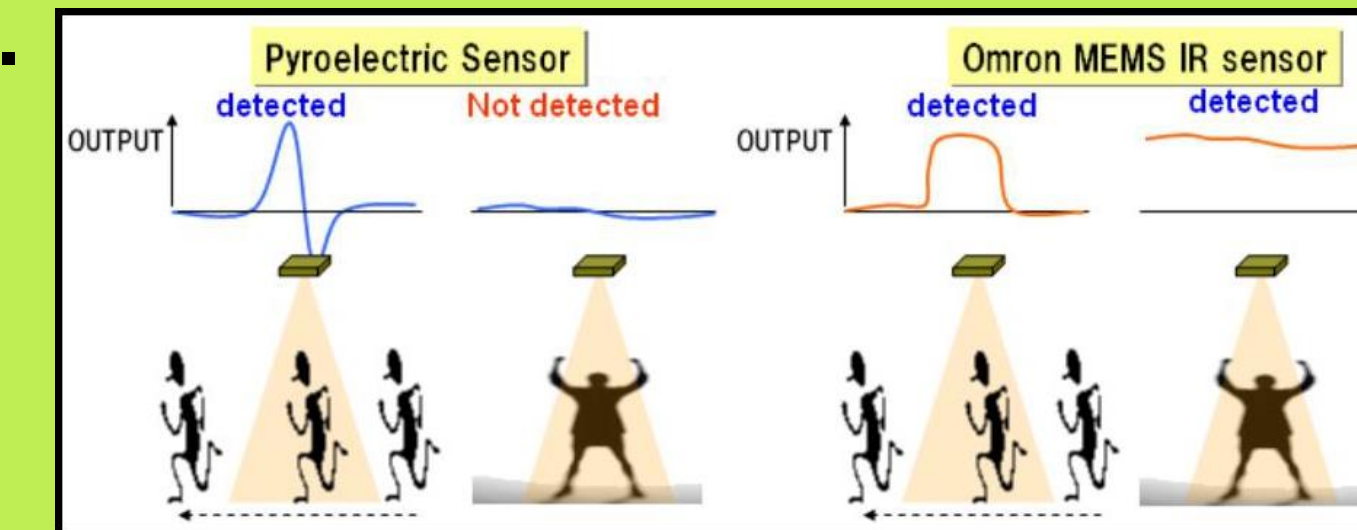 Pyroelectric Sensor
detected Not detected
OUTPUT
Omron MEMS IR sensor
detected detected
OUTPUT